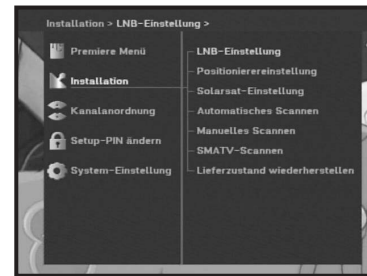 Installation > LNB-Einstellung >
Premiere Menü
Installation
Kanalanordnung
Setup-PIN ändern
System-Einstellung
LNB-Einstellung
Positionierereinstellung
Solarsat-Einstellung
Automatisches Scannen
Manuelles Scannen
SMATV-Scannen
Lieferzustand wiederherstellen